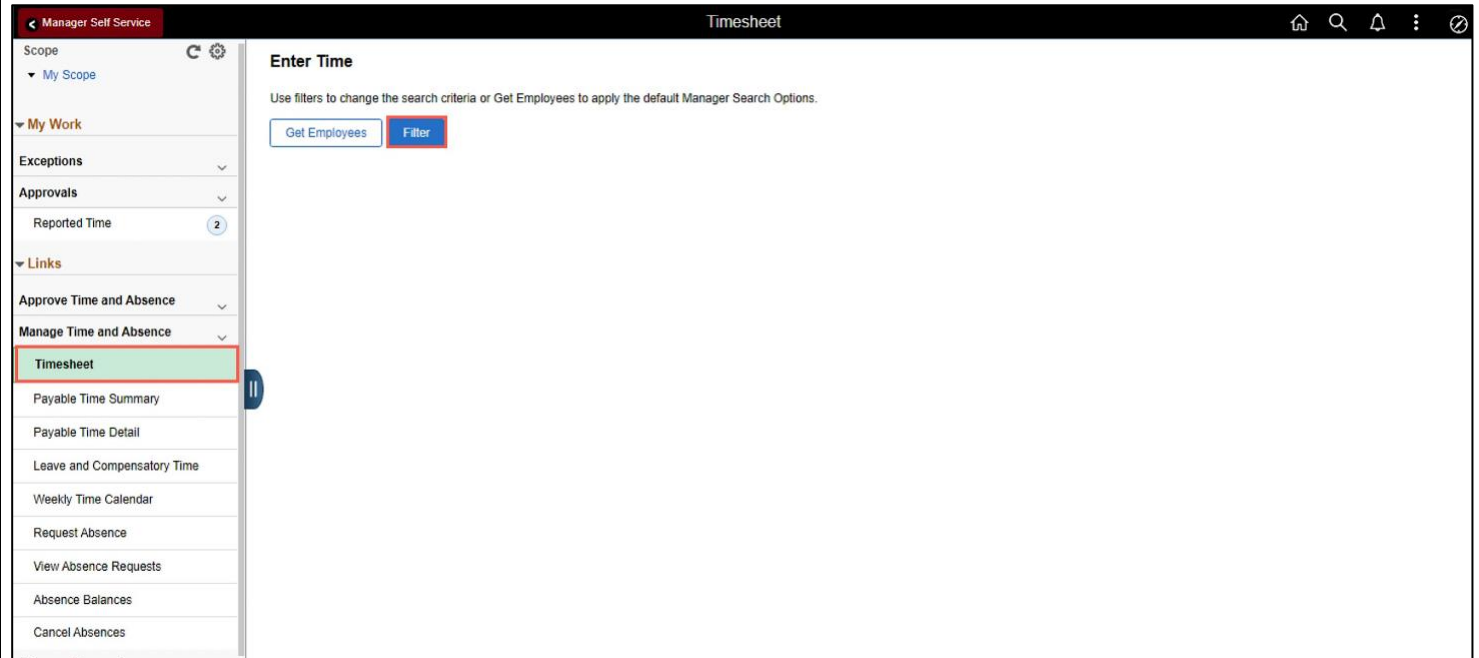 Manager Self Service
Timesheet
Scope
My Scope
My Work
Exceptions
Approvals
Reported Time
2
Links
Approve Time and Absence
Manage Time and Absence
Timesheet
Payable Time Summary
Payable Time Detail
Leave and Compensatory Time
Weekly Time Calendar
Request Absence
View Absence Requests
Absence Balances
Cancel Absences
Enter Time
Use filters to change the search criteria or Get Employees to apply the default Manager Search Options.
Get Employees
Filter